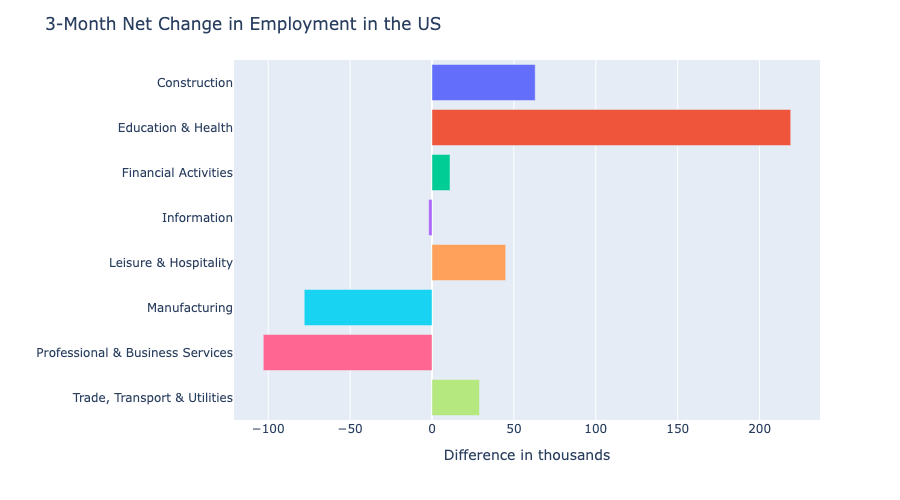 3-Month Net Change in Employment in the US
Construction
Education & Health
Financial Activities
Information
Leisure & Hospitality
Manufacturing
Professional & Business Services
Trade, Transport & Utilities
−100 −50 0 50 100 150 200
Difference in thousands